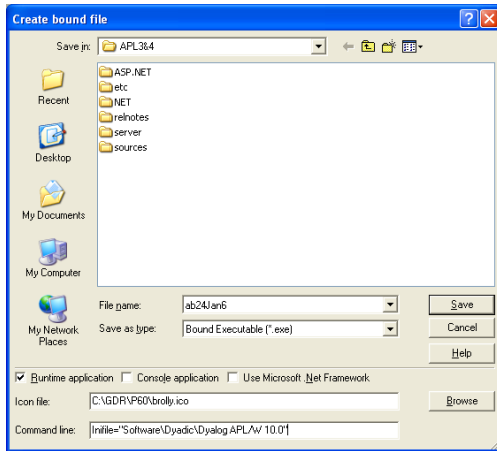 Create bound file
Save in: APL3&4
ASP.NET
etc
NET
relnotes
server
sources
Recent
Desktop
My Documents
My Computer
My Network Places
File name: ab24Jan6 Save
Save as type: Bound Executable (*.exe) Cancel
Help
Runtime application Console application Use Microsoft .Net Framework
Icon file: C:\GDR\P60\brolly.ico Browse
Command line: Inifile="Software\Dyadic\Dyalog APL/W 10.0"